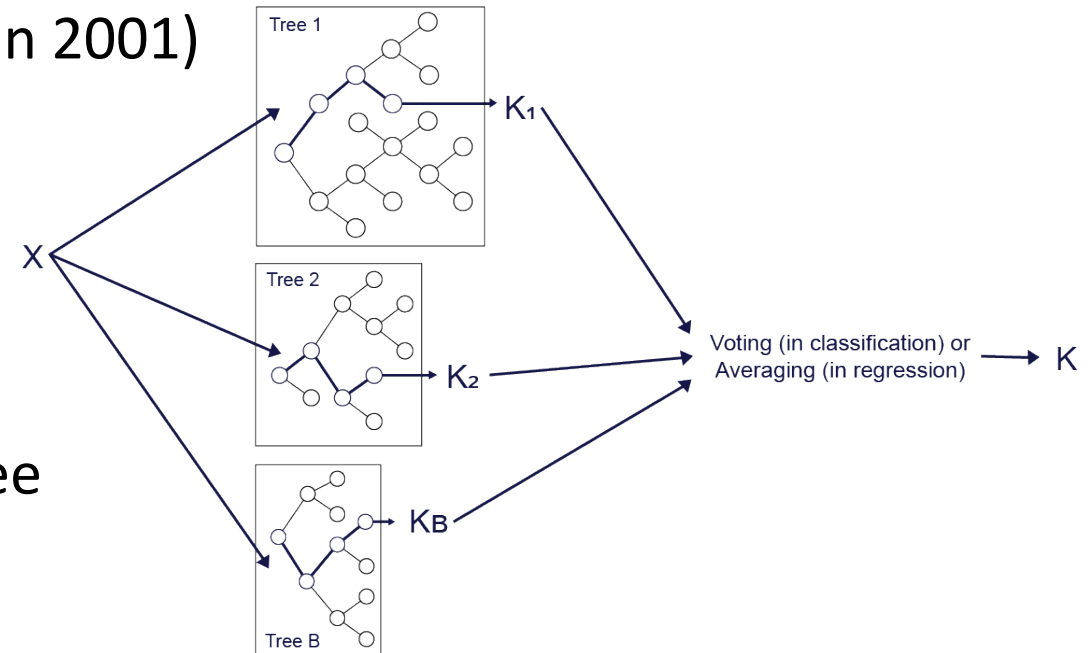 n 2001)
Tree 1
K₁
X
Tree 2
K₂
Voting (in classification) or
Averaging (in regression)
K
ee
KB
Tree B